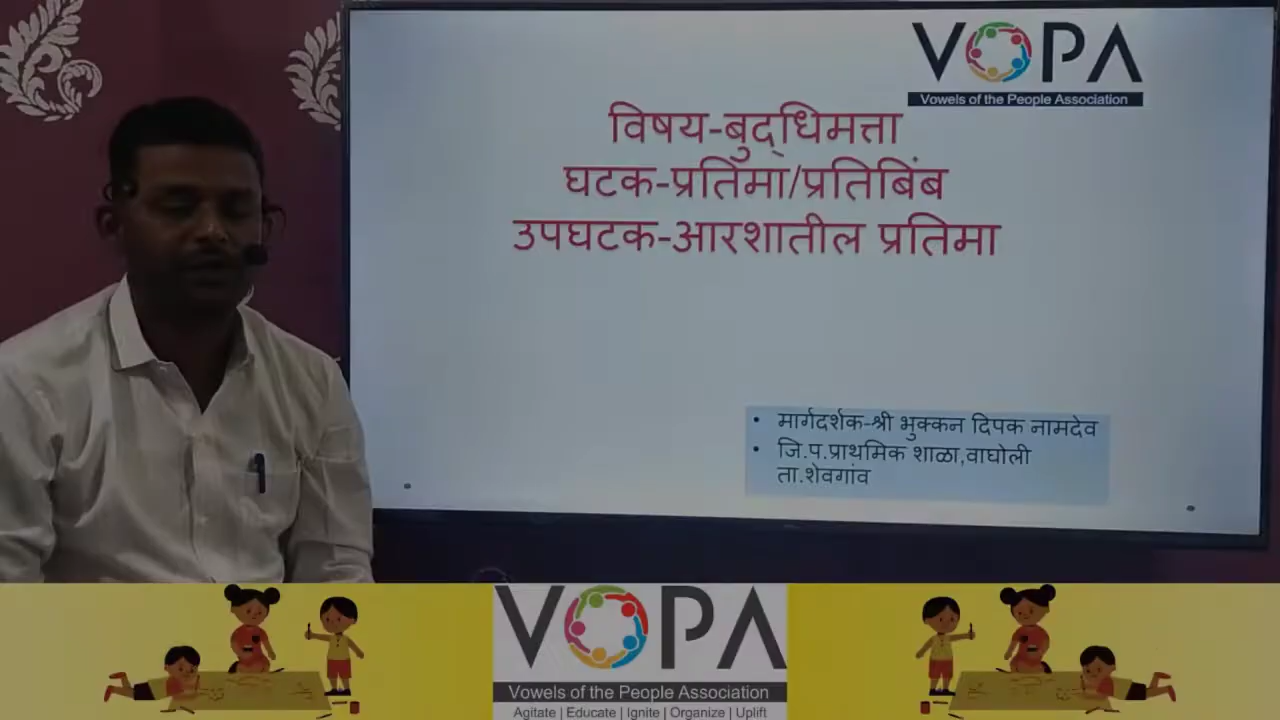 VOPA
Vowels of the People Association
विषय-बुद्‌धिमत्ता
घटक-प्रतिमा/प्रतिबिंब
उपघटक-आरशातील प्रतिमा
• मार्गदर्शक-श्री भुक्कन दिपक नामदेव
• जि.प.प्राथमिक शाळा,वाघोली
ता.शेवगांव
VOPA
Vowels of the People Association
Agitate | Educate | Ignite | Organize | Uplift